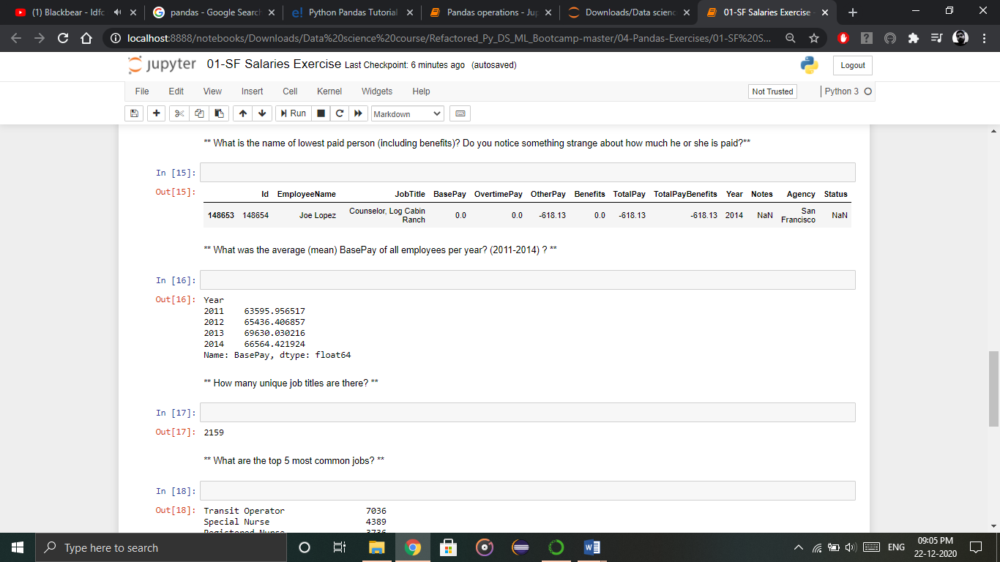 (1) Blackbear - Idfc
pandas - Google Search
Python Pandas Tutorial
Pandas operations - Jup
Downloads/Data scienc
01-SF Salaries Exercise -
localhost:8888/notebooks/Downloads/Data%20science%20course/Refactored_Py_DS_ML_Bootcamp-master/04-Pandas-Exercises/01-SF%20S...
jupyter 01-SF Salaries Exercise Last Checkpoint: 6 minutes ago (autosaved)
Logout
File Edit View Insert Cell Kernel Widgets Help
Not Trusted
Python 3
Run
Markdown
** What is the name of lowest paid person (including benefits)? Do you notice something strange about how much he or she is paid?**
In [15]:
Out[15]:
Id EmployeeName JobTitle BasePay OvertimePay OtherPay Benefits TotalPay TotalPayBenefits Year Notes Agency Status
148653 148654 Joe Lopez Counselor, Log Cabin Ranch 0.0 0.0 -618.13 0.0 -618.13 -618.13 2014 NaN San Francisco NaN
** What was the average (mean) BasePay of all employees per year? (2011-2014) ? **
In [16]:
Out[16]: Year
2011 63595.956517
2012 65436.406857
2013 69630.030216
2014 66564.421924
Name: BasePay, dtype: float64
** How many unique job titles are there? **
In [17]:
Out[17]: 2159
** What are the top 5 most common jobs? **
In [18]:
Out[18]: Transit Operator 7036
Special Nurse 4389
Registered Nurse 3736
Type here to search
ENG
09:05 PM
22-12-2020